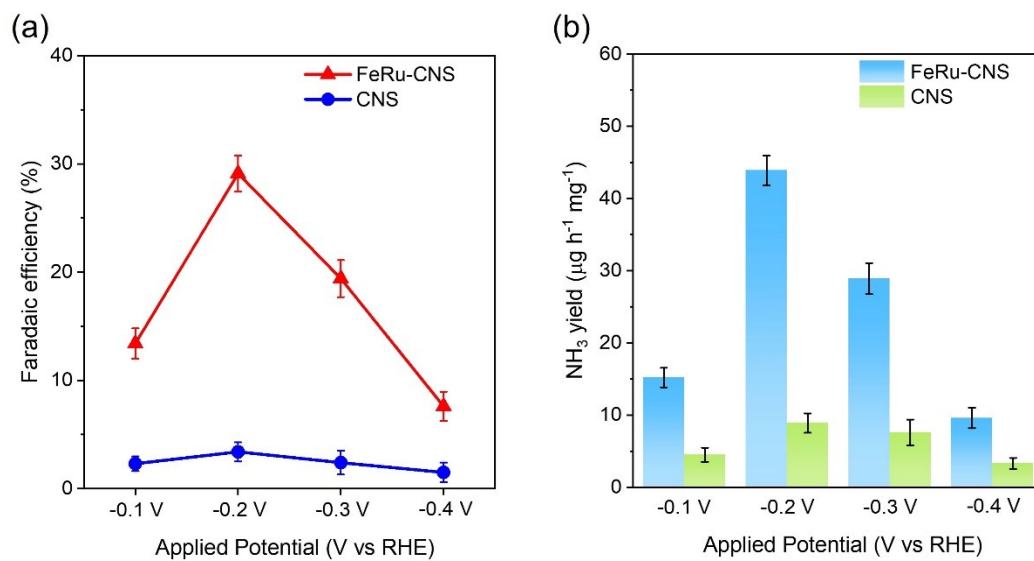 (a)
40
30
20
10
0
Faradaic efficiency (%)
FeRu-CNS
CNS
-0.1 V
-0.2 V
-0.3 V
-0.4 V
Applied Potential (V vs RHE)
(b)
60
50
40
30
20
10
0
NH₃ yield (μg h⁻¹ mg⁻¹)
FeRu-CNS
CNS
-0.1 V
-0.2 V
-0.3 V
-0.4 V
Applied Potential (V vs RHE)